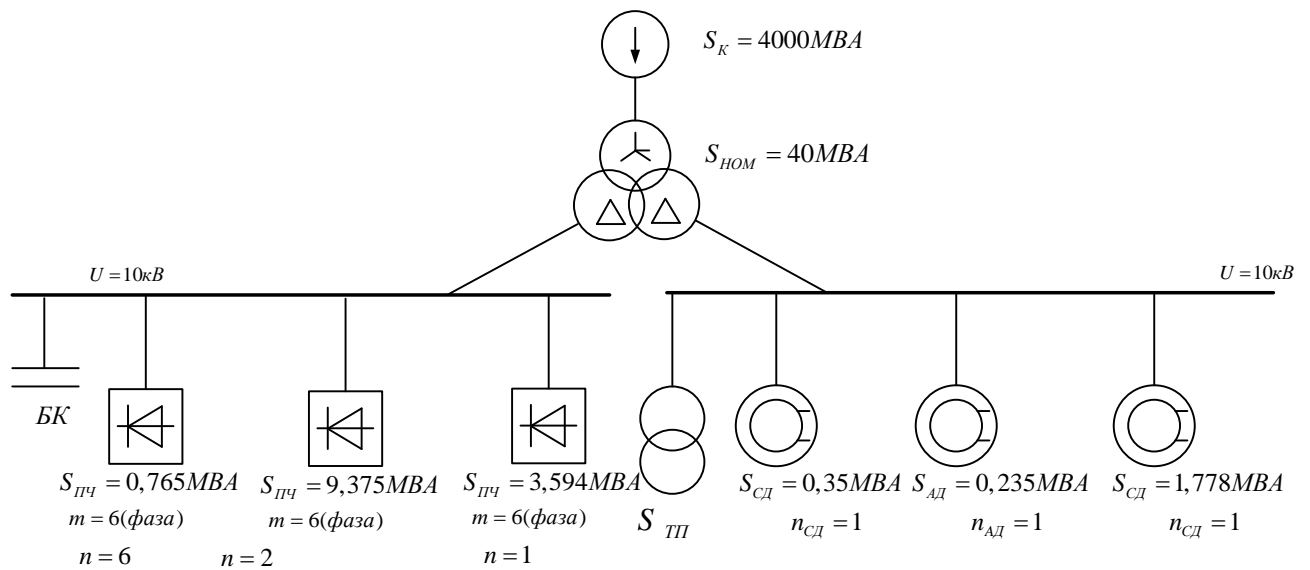 S_К = 4000МВА
S_НОМ = 40МВА
U = 10кВ
U = 10кВ
БК
S_ПЧ = 0,765МВА
m = 6(фаза)
n = 6
S_ПЧ = 9,375МВА
m = 6(фаза)
n = 2
S_ПЧ = 3,594МВА
m = 6(фаза)
n = 1
S_ТП
S_СД = 0,35МВА
n_СД = 1
S_АД = 0,235МВА
n_АД = 1
S_СД = 1,778МВА
n_СД = 1